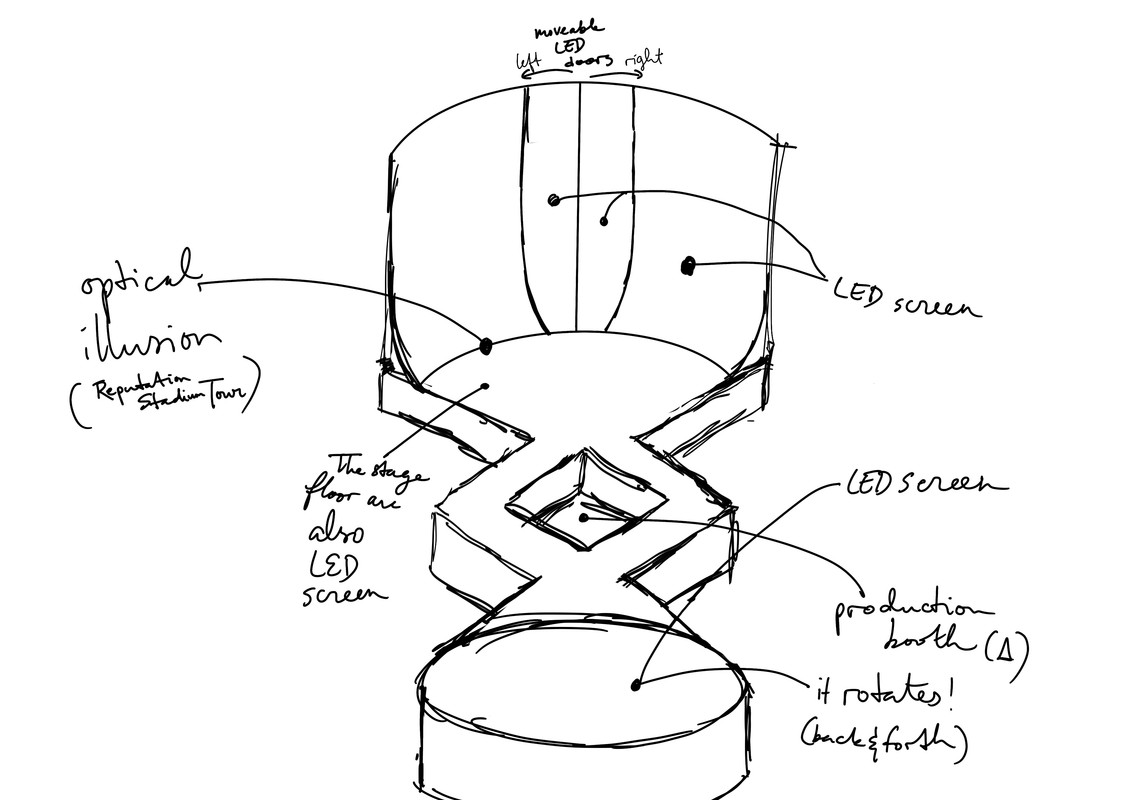 moveable
LED
doors
left
right
optical
illusion
(Reputation
Stadium Tour)
LED screen
The stage
floor are
also
LED
screen
LED screen
production
booth (Δ)
it rotates!
(back & forth)